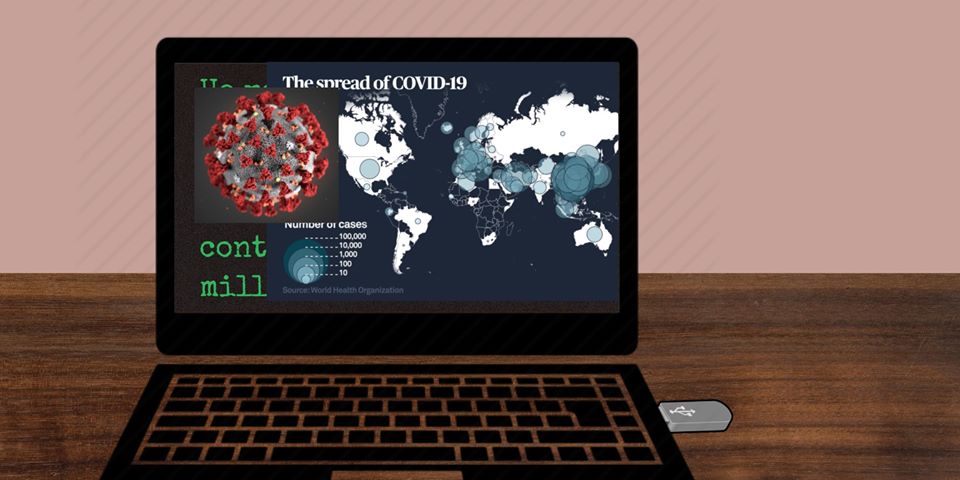 The spread of COVID-19
cont
mill
Number of cases
100,000
10,000
1,000
100
10
Source: World Health Organization